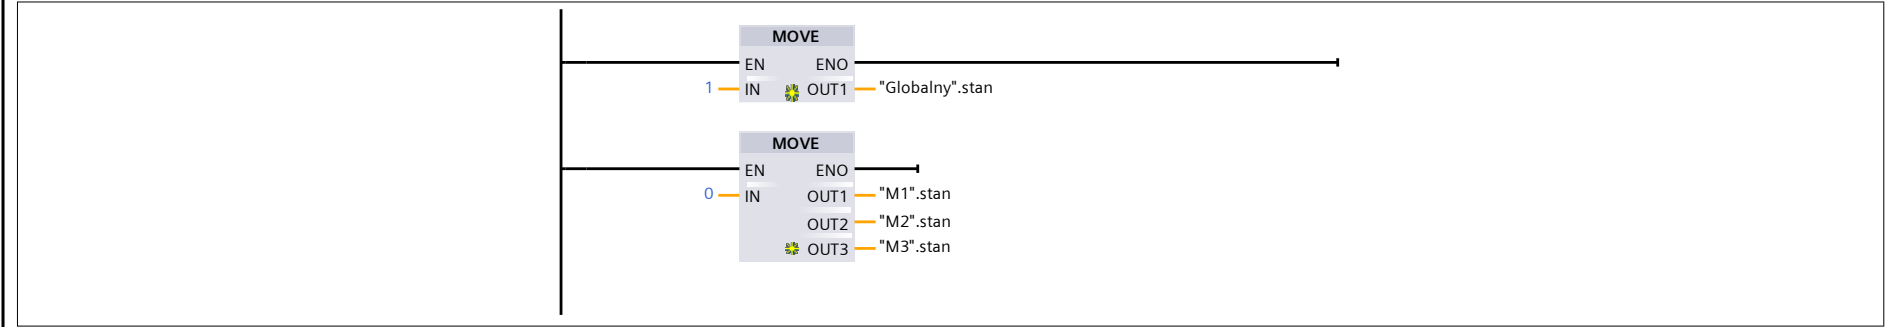 MOVE
EN ENO
1 IN OUT1 "Globalny".stan
MOVE
EN ENO
0 IN OUT1 "M1".stan
OUT2 "M2".stan
OUT3 "M3".stan